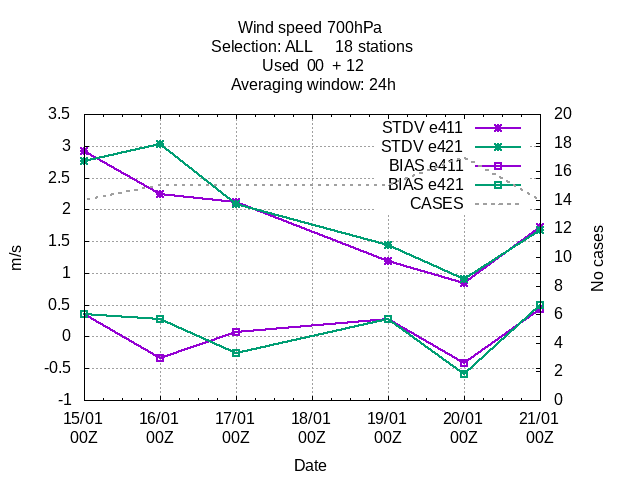 Wind speed 700hPa
Selection: ALL 18 stations
Used 00 + 12
Averaging window: 24h
STDV e411
STDV e421
BIAS e411
BIAS e421
CASES
3.5
3
2.5
2
1.5
1
0.5
0
-0.5
-1
m/s
20
18
16
14
12
10
8
6
4
2
0
No cases
15/01 16/01 17/01 18/01 19/01 20/01 21/01
00Z 00Z 00Z 00Z 00Z 00Z 00Z
Date